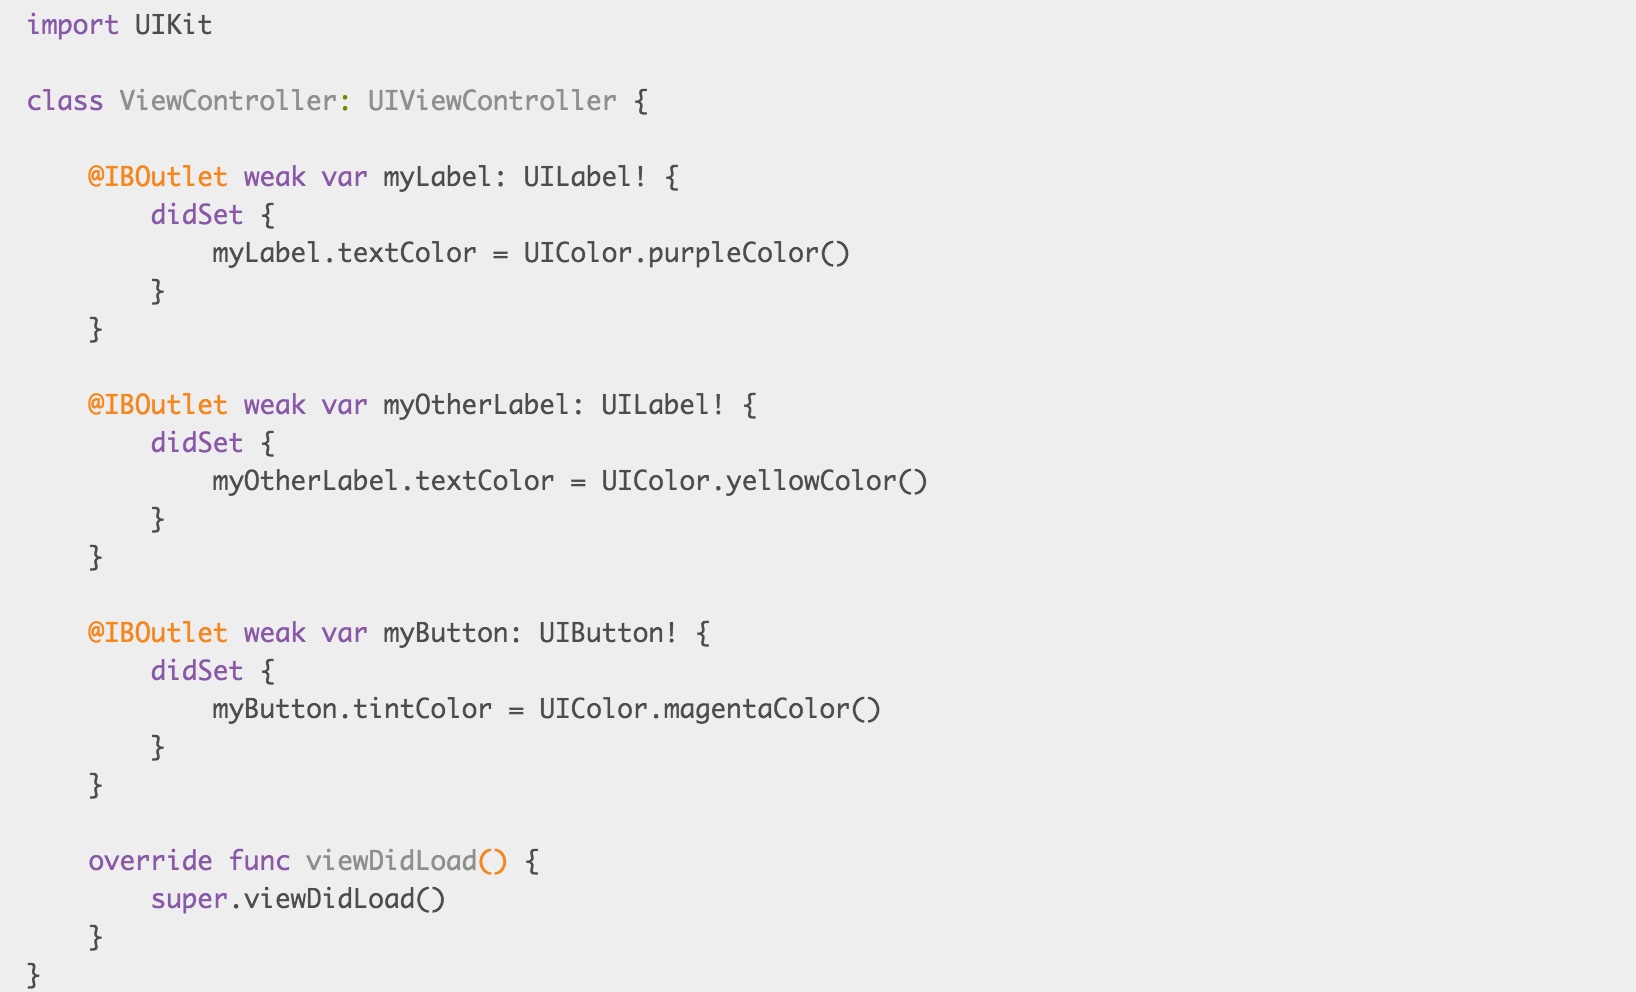 import UIKit
class ViewController: UIViewController {
@IBOutlet weak var myLabel: UILabel! {
didSet {
myLabel.textColor = UIColor.purpleColor()
}
}
@IBOutlet weak var myOtherLabel: UILabel! {
didSet {
myOtherLabel.textColor = UIColor.yellowColor()
}
}
@IBOutlet weak var myButton: UIButton! {
didSet {
myButton.tintColor = UIColor.magentaColor()
}
}
override func viewDidLoad() {
super.viewDidLoad()
}
}